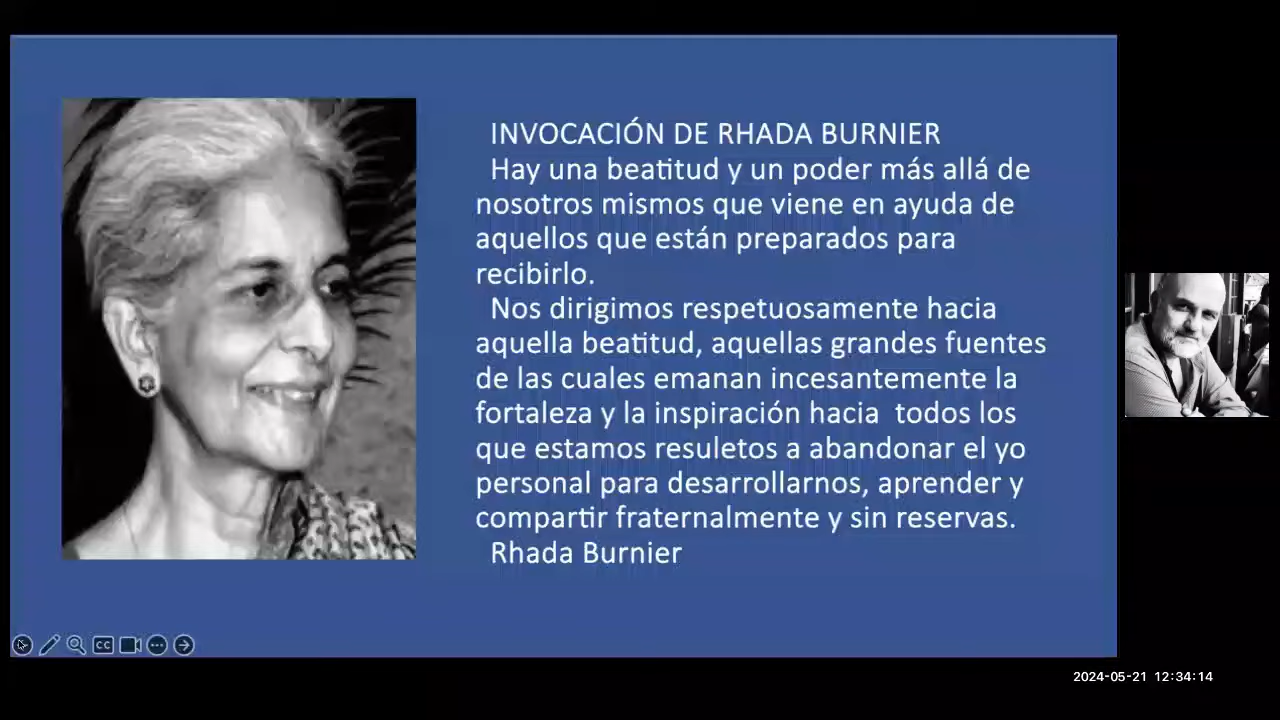 INVOCACIÓN DE RHADA BURNIER
Hay una beatitud y un poder más allá de
nosotros mismos que viene en ayuda de
aquellos que están preparados para
recibirlo.
Nos dirigimos respetuosamente hacia
aquella beatitud, aquellas grandes fuentes
de las cuales emanan incesantemente la
fortaleza y la inspiración hacia todos los
que estamos resuletos a abandonar el yo
personal para desarrollarnos, aprender y
compartir fraternalmente y sin reservas.
Rhada Burnier
CC
2024-05-21 12:34:14